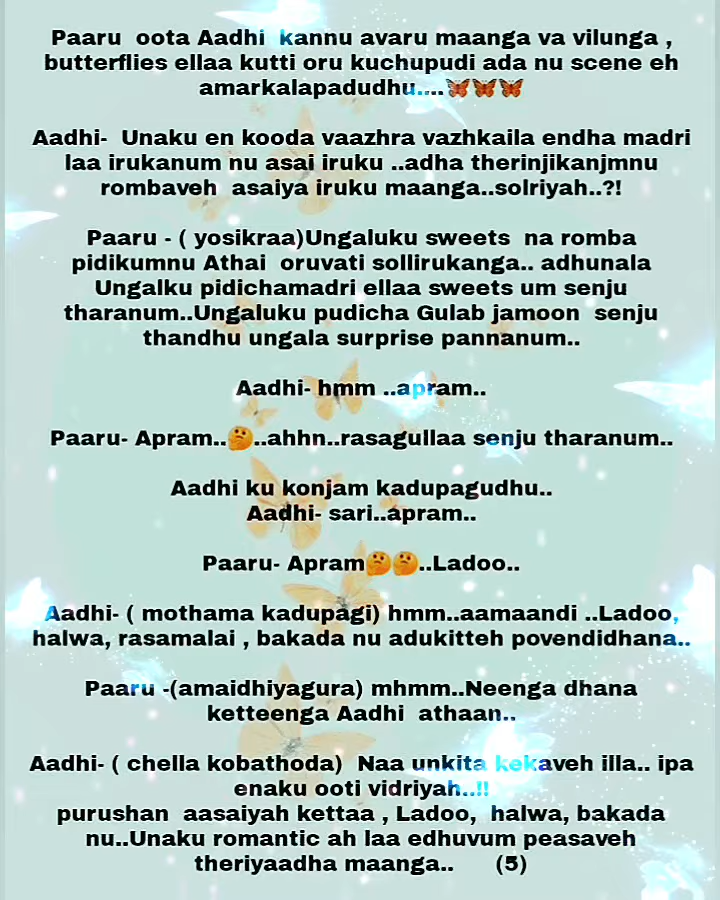 Paaru oota Aadhi kannu avaru maanga va vilunga ,
butterflies ellaa kutti oru kuchupudi ada nu scene eh
amarkalapadudhu....🦋🦋🦋
Aadhi- Unaku en kooda vaazhra vazhkaila endha madri
laa irukanum nu asai iruku ..adha therinjikanjmnu
rombaveh asaiya iruku maanga..solriyah..?!
Paaru - ( yosikraa)Ungaluku sweets na romba
pidikumnu Athai oruvati sollirukanga.. adhunala
Ungalku pidichamadri ellaa sweets um senju
tharanum..Ungaluku pudicha Gulab jamoon senju
thandhu ungala surprise pannanum..
Aadhi- hmm ..apram..
Paaru- Apram..🤔..ahhn..rasagullaa senju tharanum..
Aadhi ku konjam kadupagudhu..
Aadhi- sari..apram..
Paaru- Apram🤔🤔..Ladoo..
Aadhi- ( mothama kadupagi) hmm..aamaandi ..Ladoo,
halwa, rasamalai , bakada nu adukitteh povendidhana..
Paaru -(amaidhiyagura) mhmm..Neenga dhana
ketteenga Aadhi athaan..
Aadhi- ( chella kobathoda) Naa unkita kekaveh illa.. ipa
enaku ooti vidriyah..!!
purushan aasaiyah kettaa , Ladoo, halwa, bakada
nu..Unaku romantic ah laa edhuvum peasaveh
theriyaadha maanga.. (5)